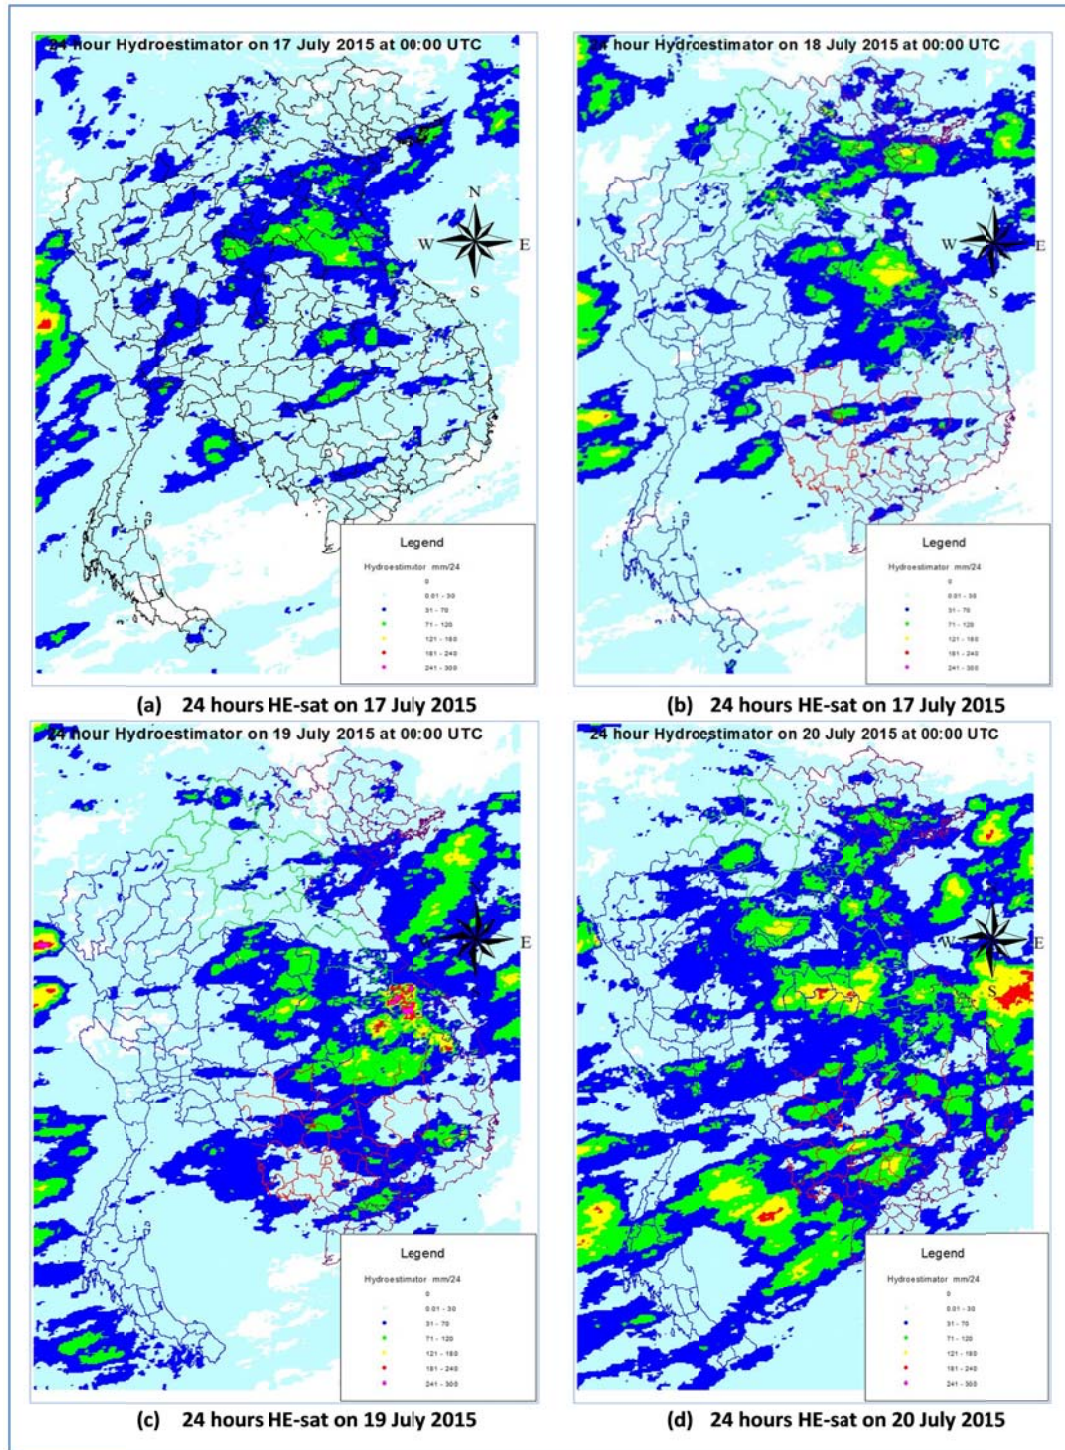 24 hour Hydroestimator on 17 July 2015 at 00:00 UTC
N
W
E
S
Legend
Hydroestimator mm/24
0
0.01 - 30
31 - 70
71 - 120
121 - 180
181 - 240
241 - 300
(a) 24 hours HE-sat on 17 July 2015
24 hour Hydroestimator on 18 July 2015 at 00:00 UTC
N
W
E
S
Legend
Hydroestimator mm/24
0
0.01 - 30
31 - 70
71 - 120
121 - 180
181 - 240
241 - 300
(b) 24 hours HE-sat on 17 July 2015
24 hour Hydroestimator on 19 July 2015 at 00:00 UTC
E
Legend
Hydroestimator mm/24
0
0.01 - 30
31 - 70
71 - 120
121 - 180
181 - 240
241 - 300
(c) 24 hours HE-sat on 19 July 2015
24 hour Hydroestimator on 20 July 2015 at 00:00 UTC
W
E
S
Legend
Hydroestimator mm/24
0
0.01 - 30
31 - 70
71 - 120
121 - 180
181 - 240
241 - 300
(d) 24 hours HE-sat on 20 July 2015